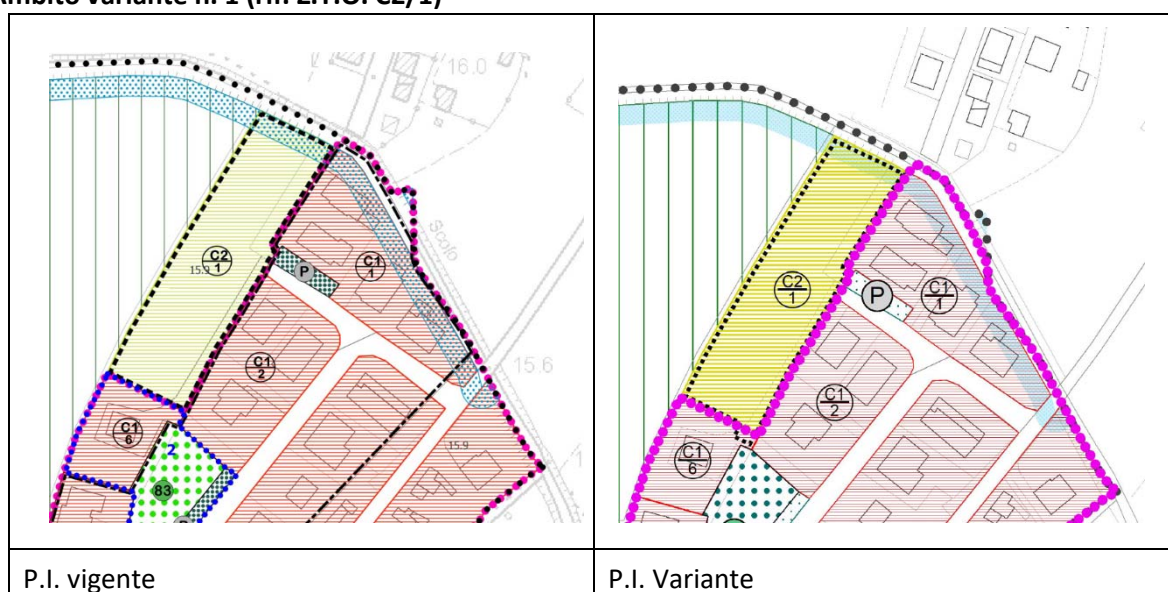 Ambito variante n. 1 (rif. Z.T.O. C2/1)
16.0
C2
1
15.9
P
C1
1
Scolo
15.6
C1
2
C1
6
2
83
15.9
P
C1
1
C2
1
C1
2
C1
6
P.I. vigente
P.I. Variante